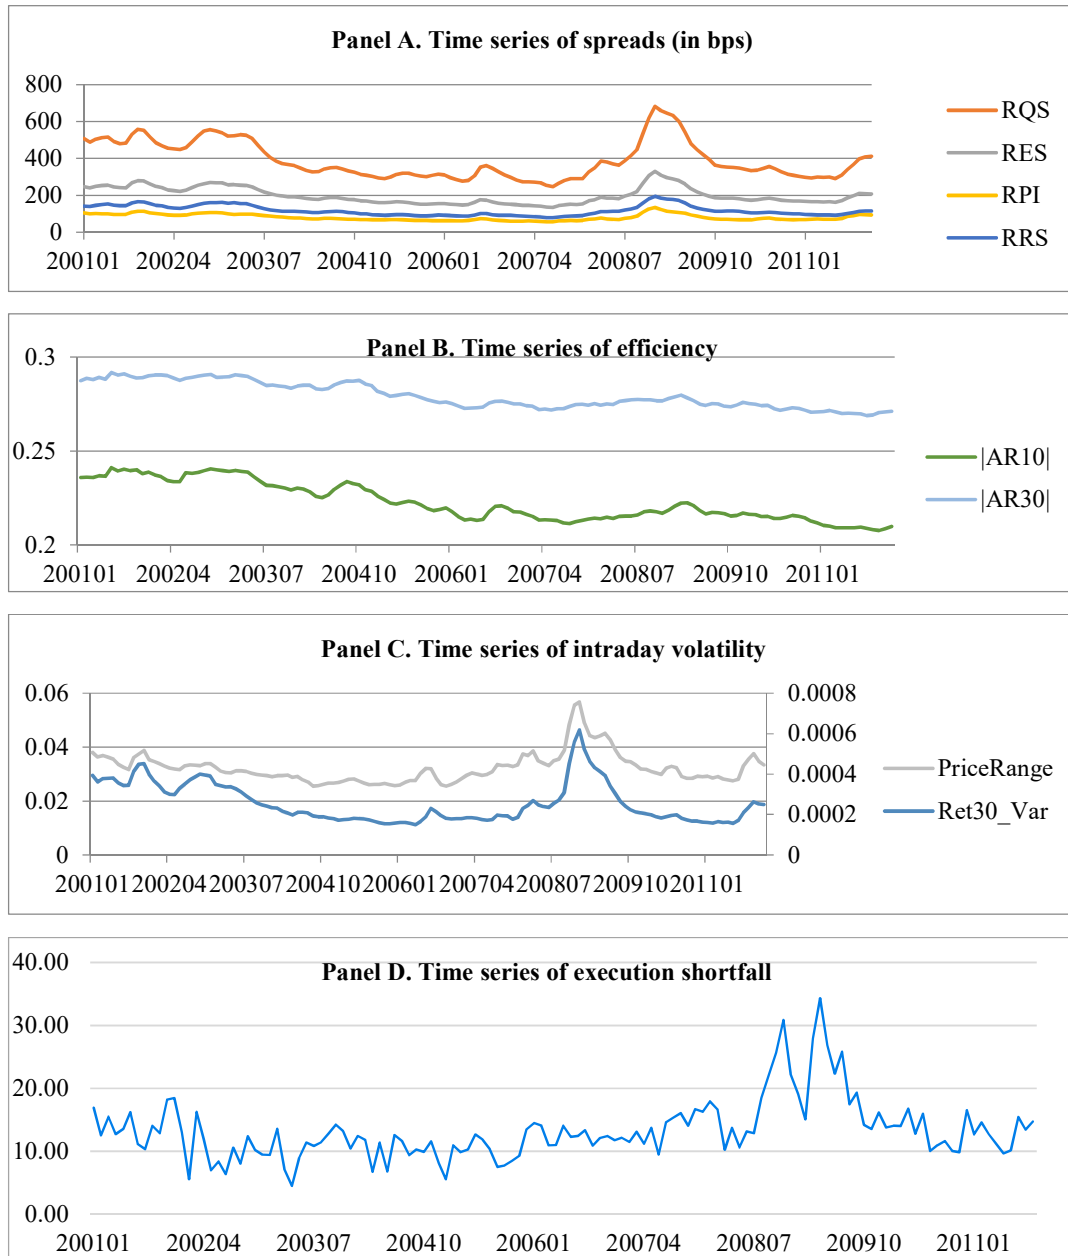 Panel A. Time series of spreads (in bps)
800
600
400
200
0
200101 200204 200307 200410 200601 200704 200807 200910 201101
RQS
RES
RPI
RRS
Panel B. Time series of efficiency
0.3
0.25
0.2
200101 200204 200307 200410 200601 200704 200807 200910 201101
|AR10|
|AR30|
Panel C. Time series of intraday volatility
0.06 0.0008
0.0006
0.04
0.0004
0.02
0.0002
0 0
200101 200204 200307 200410 200601 200704 200807 200910 201101
PriceRange
Ret30_Var
Panel D. Time series of execution shortfall
40.00
30.00
20.00
10.00
0.00
200101 200204 200307 200410 200601 200704 200807 200910 201101